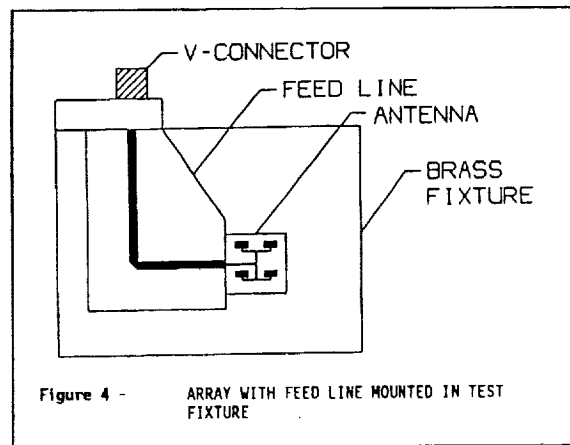 V-CONNECTOR
FEED LINE
ANTENNA
BRASS
FIXTURE
Figure 4 - ARRAY WITH FEED LINE MOUNTED IN TEST
FIXTURE